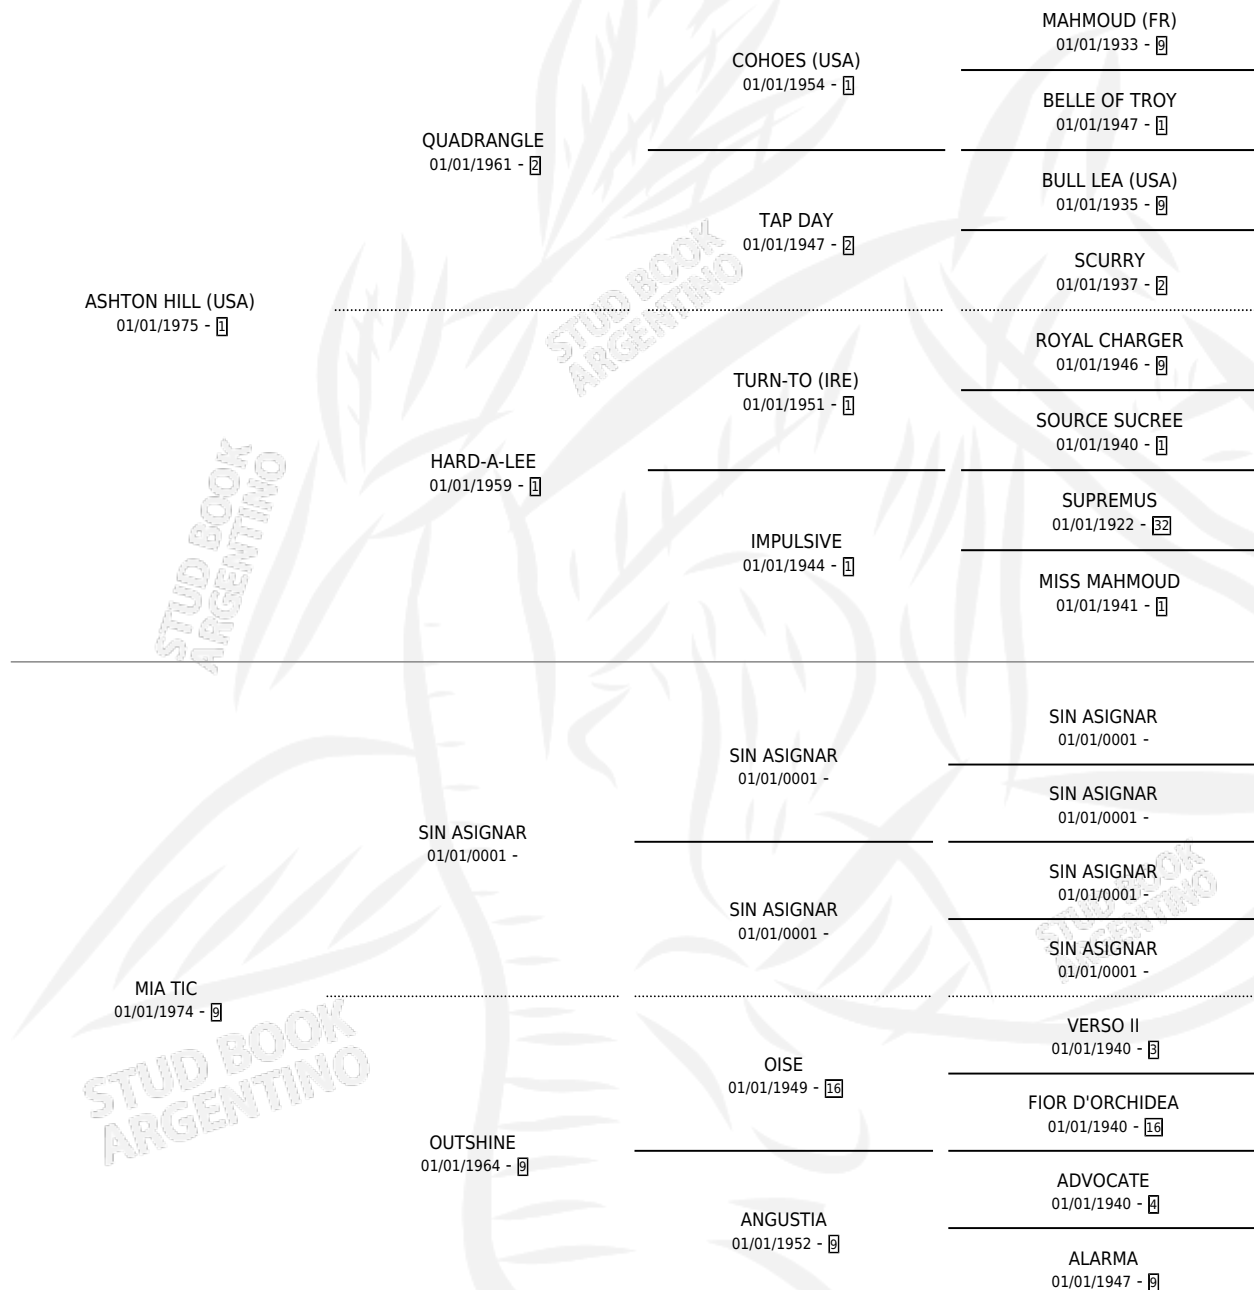 MAHMOUD (FR)
01/01/1933 - 9
COHOES (USA)
01/01/1954 - 1
BELLE OF TROY
01/01/1947 - 1
QUADRANGLE
01/01/1961 - 2
BULL LEA (USA)
01/01/1935 - 9
TAP DAY
01/01/1947 - 2
SCURRY
01/01/1937 - 2
ASHTON HILL (USA)
01/01/1975 - 1
ROYAL CHARGER
01/01/1946 - 9
TURN-TO (IRE)
01/01/1951 - 1
SOURCE SUCREE
01/01/1940 - 1
HARD-A-LEE
01/01/1959 - 1
SUPREMUS
01/01/1922 - 32
IMPULSIVE
01/01/1944 - 1
MISS MAHMOUD
01/01/1941 - 1
SIN ASIGNAR
01/01/0001 -
SIN ASIGNAR
01/01/0001 -
SIN ASIGNAR
01/01/0001 -
SIN ASIGNAR
01/01/0001 -
SIN ASIGNAR
01/01/0001 -
SIN ASIGNAR
01/01/0001 -
SIN ASIGNAR
01/01/0001 -
MIA TIC
01/01/1974 - 9
VERSO II
01/01/1940 - 3
OISE
01/01/1949 - 16
FIOR D'ORCHIDEA
01/01/1940 - 16
OUTSHINE
01/01/1964 - 9
ADVOCATE
01/01/1940 - 4
ANGUSTIA
01/01/1952 - 9
ALARMA
01/01/1947 - 9
STUD BOOK
ARGENTINO
STUD BOOK
ARGENTINO
STUD BOOK
ARGENTINO
STUD BOOK
ARGENTINO